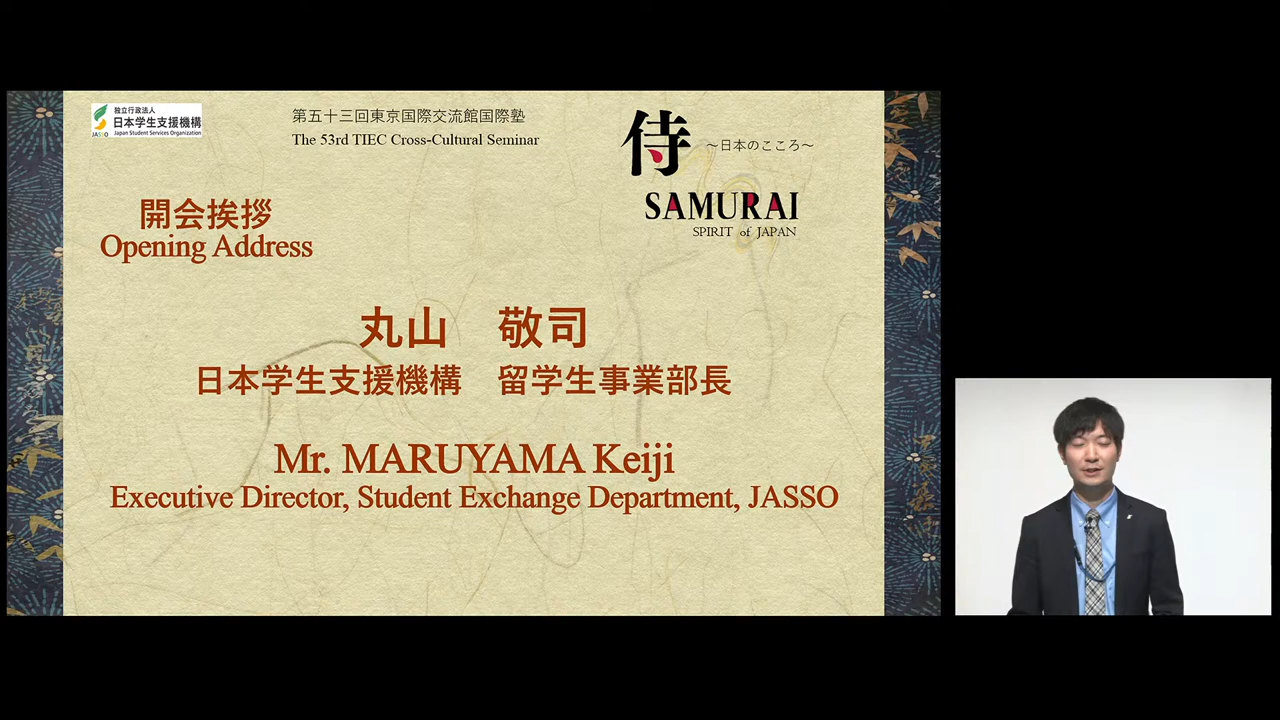 独立行政法人
日本学生支援機構
JASSO Japan Student Services Organization
第五十三回東京国際交流館国際塾
The 53rd TIEC Cross-Cultural Seminar
侍 ～日本のこころ～
SAMURAI
SPIRIT of JAPAN
開会挨拶
Opening Address
丸山　敬司
日本学生支援機構　留学生事業部長
Mr. MARUYAMA Keiji
Executive Director, Student Exchange Department, JASSO